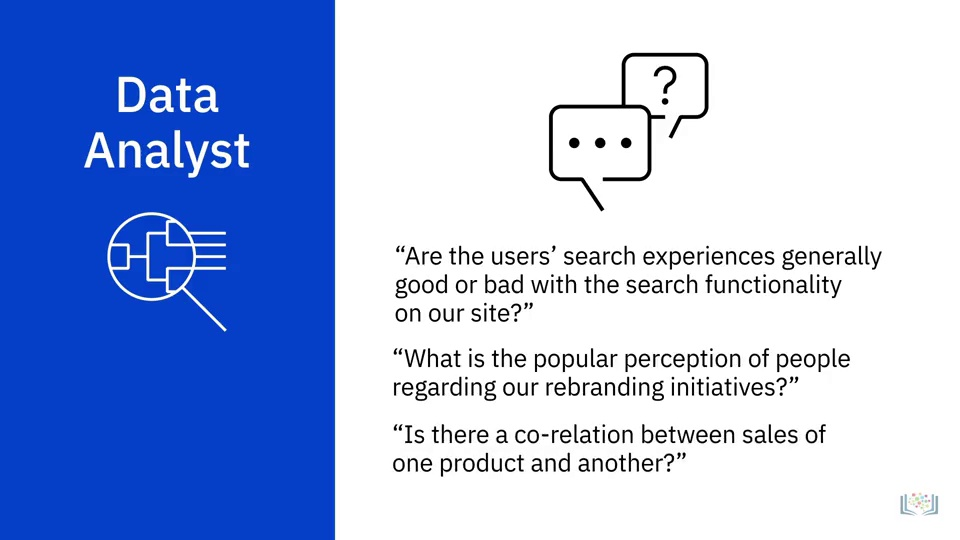 Data
Analyst
?
“Are the users’ search experiences generally
good or bad with the search functionality
on our site?”
“What is the popular perception of people
regarding our rebranding initiatives?”
“Is there a co-relation between sales of
one product and another?”